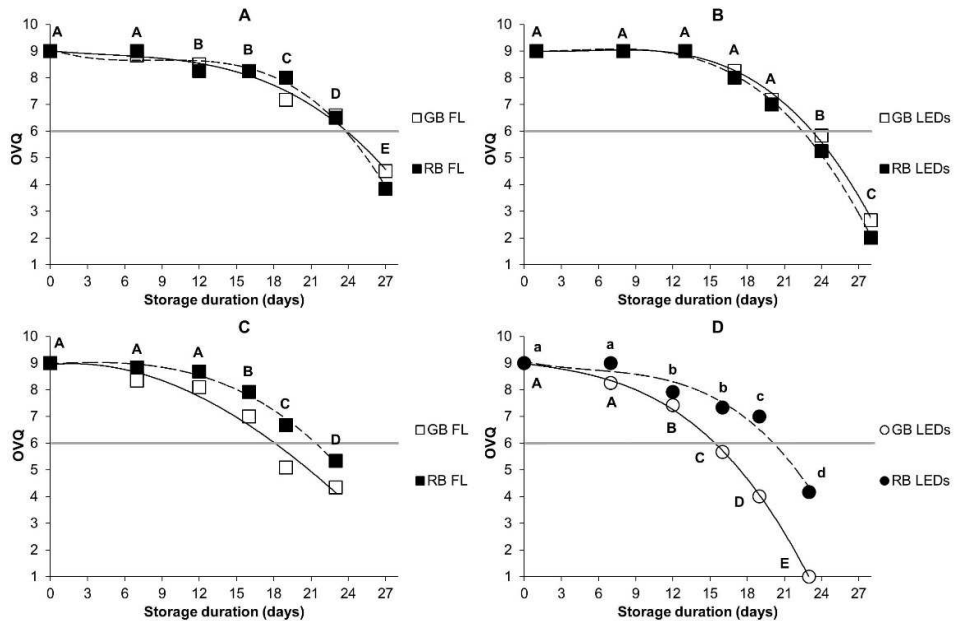 A
10
9
8
7
6
5
4
3
2
1
OVQ
A A B B C D E
0 3 6 9 12 15 18 21 24 27
Storage duration (days)
GB FL
RB FL
B
10
9
8
7
6
5
4
3
2
1
OVQ
A A A A A B C
0 3 6 9 12 15 18 21 24 27
Storage duration (days)
GB LEDs
RB LEDs
C
10
9
8
7
6
5
4
3
2
1
OVQ
A A A B C D
0 3 6 9 12 15 18 21 24 27
Storage duration (days)
GB FL
RB FL
D
10
9
8
7
6
5
4
3
2
1
OVQ
a a b b c d
A A B C D E
0 3 6 9 12 15 18 21 24 27
Storage duration (days)
GB LEDs
RB LEDs